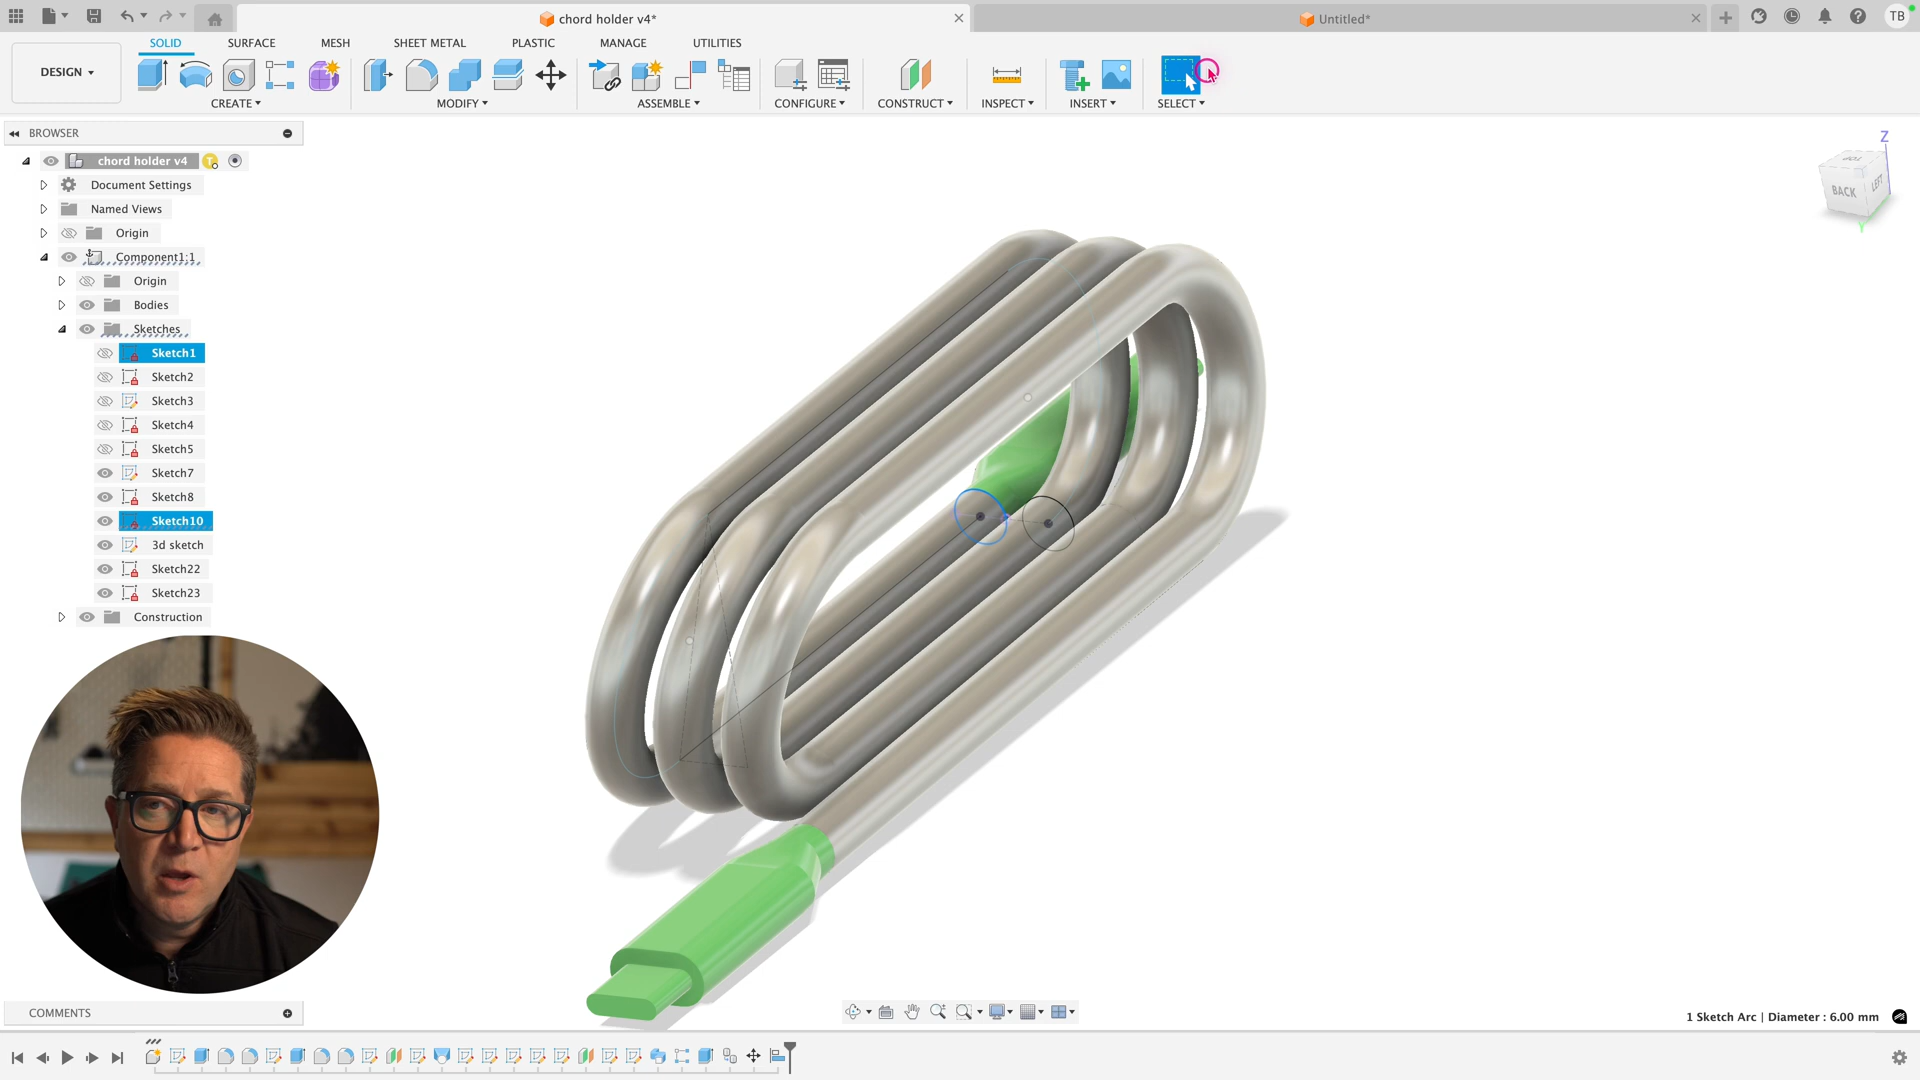 chord holder v4*
Untitled*
TB
DESIGN
SOLID
SURFACE
MESH
SHEET METAL
PLASTIC
MANAGE
UTILITIES
CREATE
MODIFY
ASSEMBLE
CONFIGURE
CONSTRUCT
INSPECT
INSERT
SELECT
BROWSER
chord holder v4
Document Settings
Named Views
Origin
Component1:1
Origin
Bodies
Sketches
Sketch1
Sketch2
Sketch3
Sketch4
Sketch5
Sketch7
Sketch8
Sketch10
3d sketch
Sketch22
Sketch23
Construction
Z
TOP
BACK
LEFT
Y
COMMENTS
1 Sketch Arc | Diameter : 6.00 mm